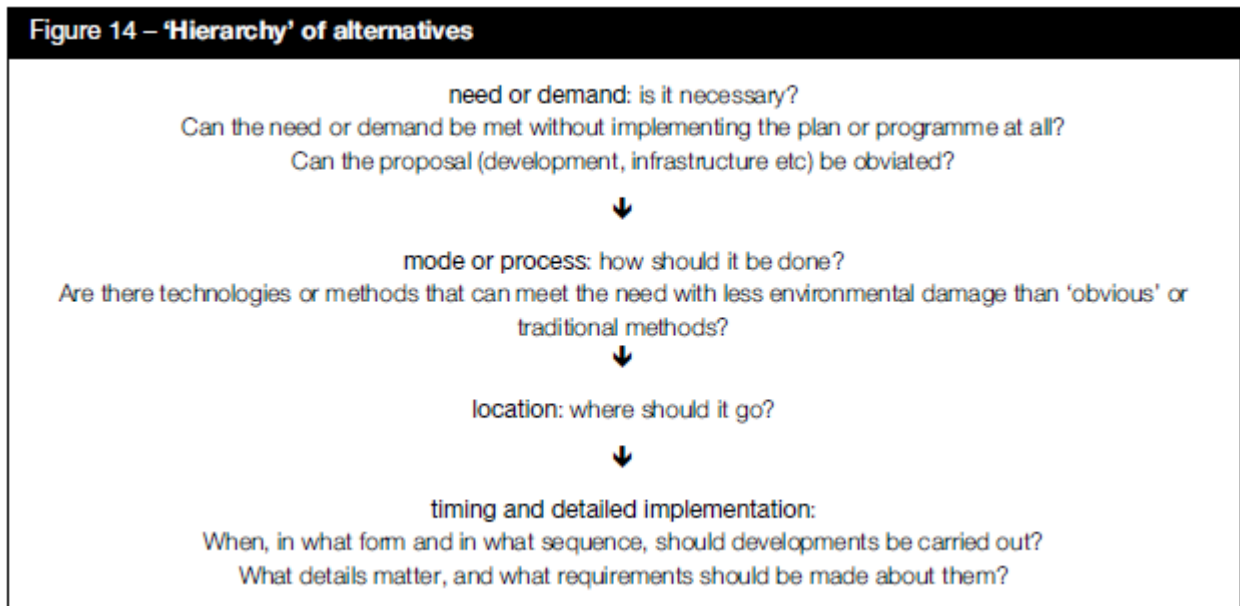 Figure 14 – ‘Hierarchy’ of alternatives
need or demand: is it necessary?
Can the need or demand be met without implementing the plan or programme at all?
Can the proposal (development, infrastructure etc) be obviated?
mode or process: how should it be done?
Are there technologies or methods that can meet the need with less environmental damage than ‘obvious’ or
traditional methods?
location: where should it go?
timing and detailed implementation:
When, in what form and in what sequence, should developments be carried out?
What details matter, and what requirements should be made about them?